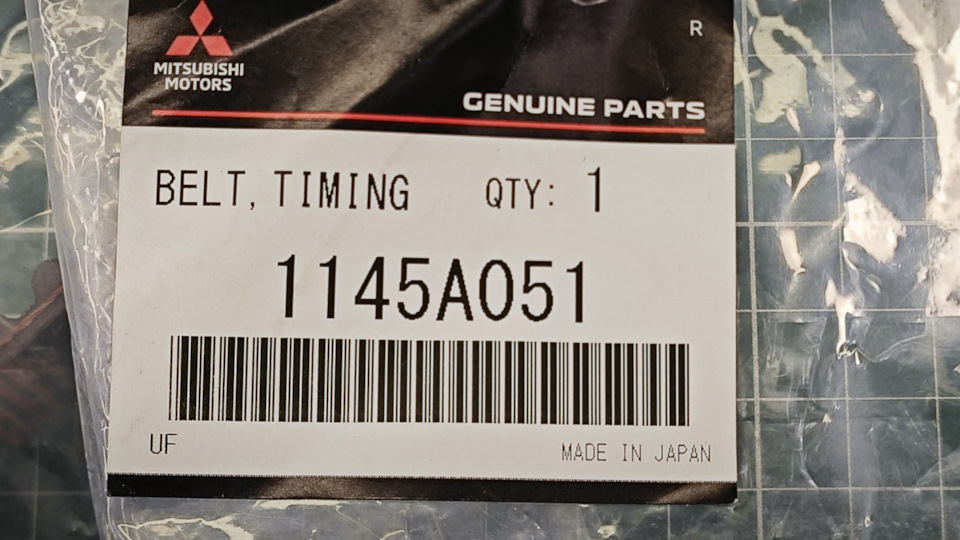 R
MITSUBISHI
MOTORS
GENUINE PARTS
BELT, TIMING QTY: 1
1145A051
UF MADE IN JAPAN